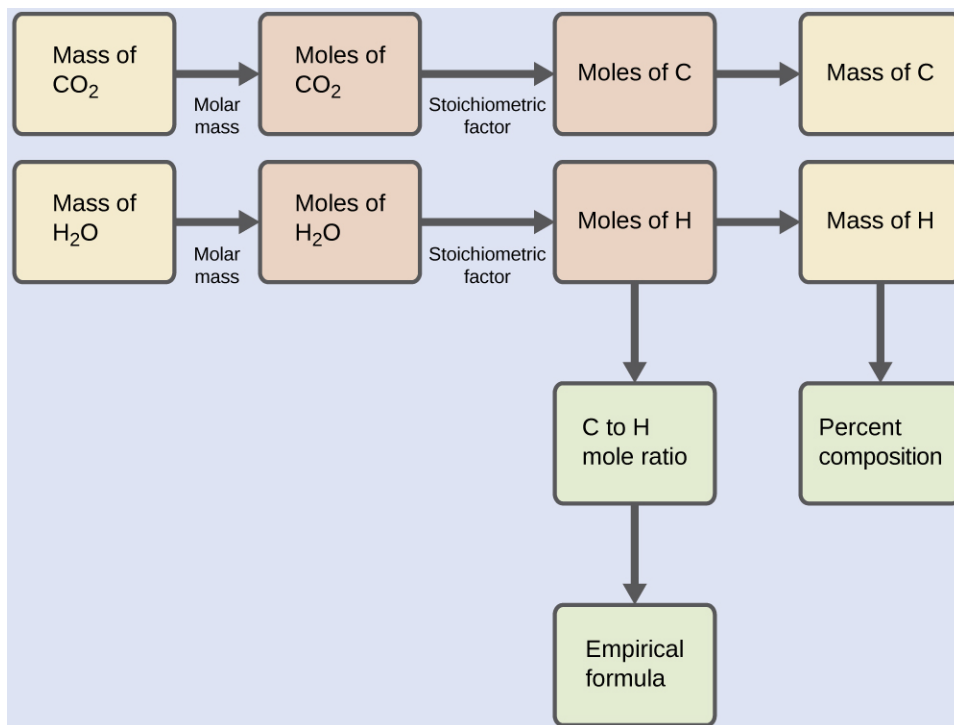 Mass of
CO₂
Molar
mass
Moles of
CO₂
Stoichiometric
factor
Moles of C
Mass of C
Mass of
H₂O
Molar
mass
Moles of
H₂O
Stoichiometric
factor
Moles of H
Mass of H
C to H
mole ratio
Percent
composition
Empirical
formula